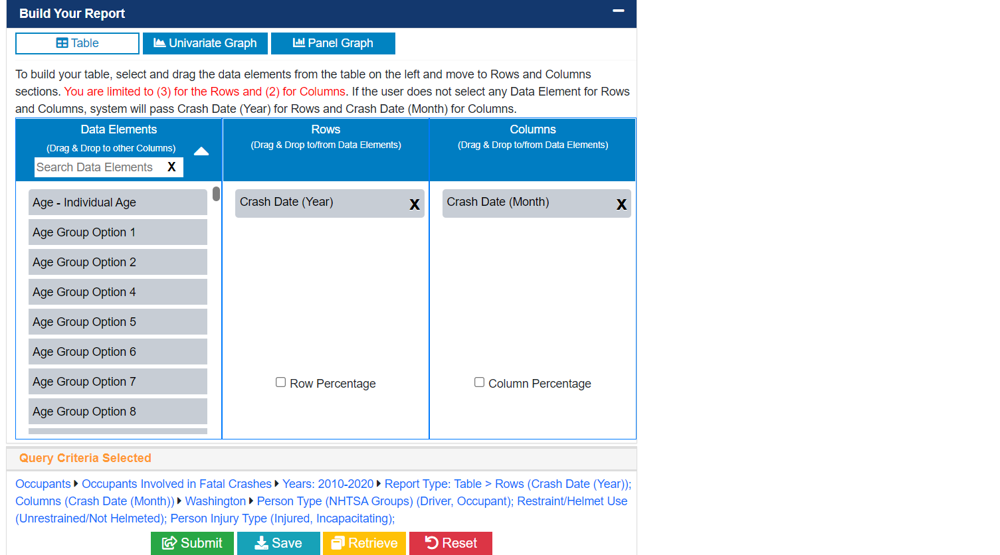 Build Your Report
Table
Univariate Graph
Panel Graph
To build your table, select and drag the data elements from the table on the left and move to Rows and Columns
sections. You are limited to (3) for the Rows and (2) for Columns. If the user does not select any Data Element for Rows
and Columns, system will pass Crash Date (Year) for Rows and Crash Date (Month) for Columns.
Data Elements
(Drag & Drop to other Columns)
Search Data Elements X
Rows
(Drag & Drop to/from Data Elements)
Columns
(Drag & Drop to/from Data Elements)
Age - Individual Age
Age Group Option 1
Age Group Option 2
Age Group Option 4
Age Group Option 5
Age Group Option 6
Age Group Option 7
Age Group Option 8
Crash Date (Year) X
Row Percentage
Crash Date (Month) X
Column Percentage
Query Criteria Selected
Occupants Occupants Involved in Fatal Crashes Years: 2010-2020 Report Type: Table > Rows (Crash Date (Year));
Columns (Crash Date (Month)) Washington Person Type (NHTSA Groups) (Driver, Occupant); Restraint/Helmet Use
(Unrestrained/Not Helmeted); Person Injury Type (Injured, Incapacitating);
Submit
Save
Retrieve
Reset